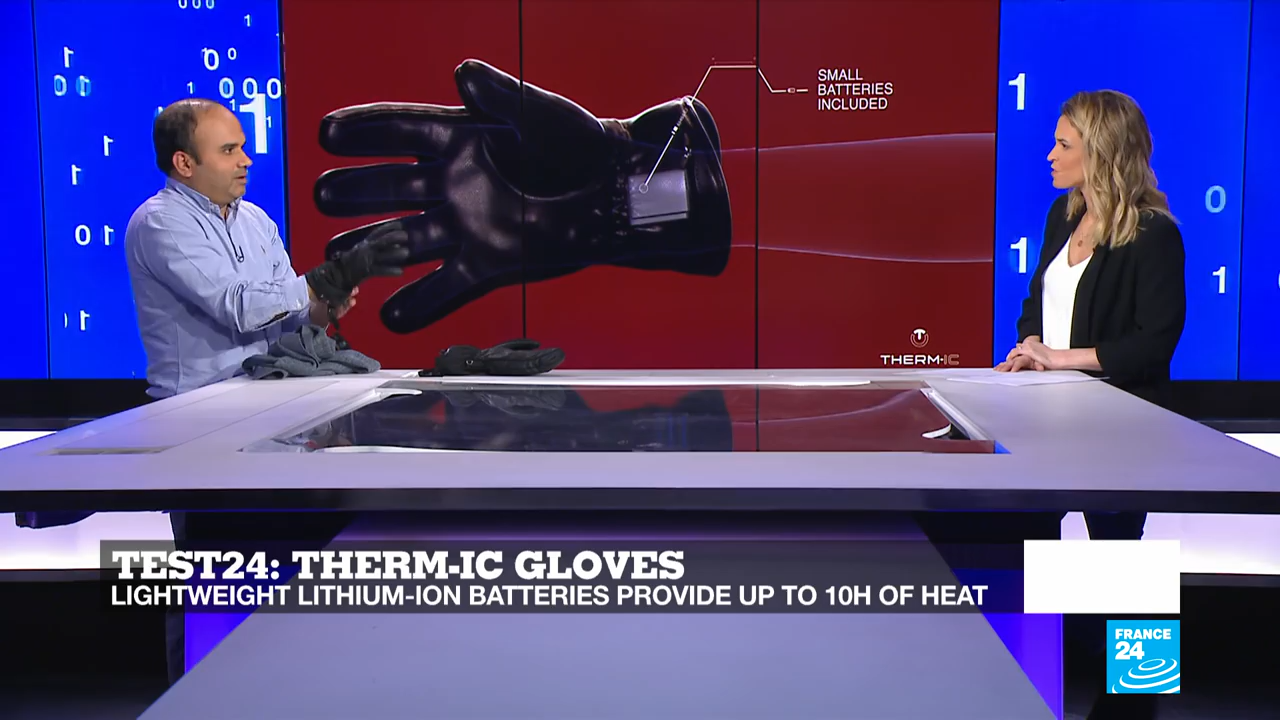 SMALL
BATTERIES
INCLUDED
THERM-IC
TEST24: THERM-IC GLOVES
LIGHTWEIGHT LITHIUM-ION BATTERIES PROVIDE UP TO 10H OF HEAT
FRANCE
24